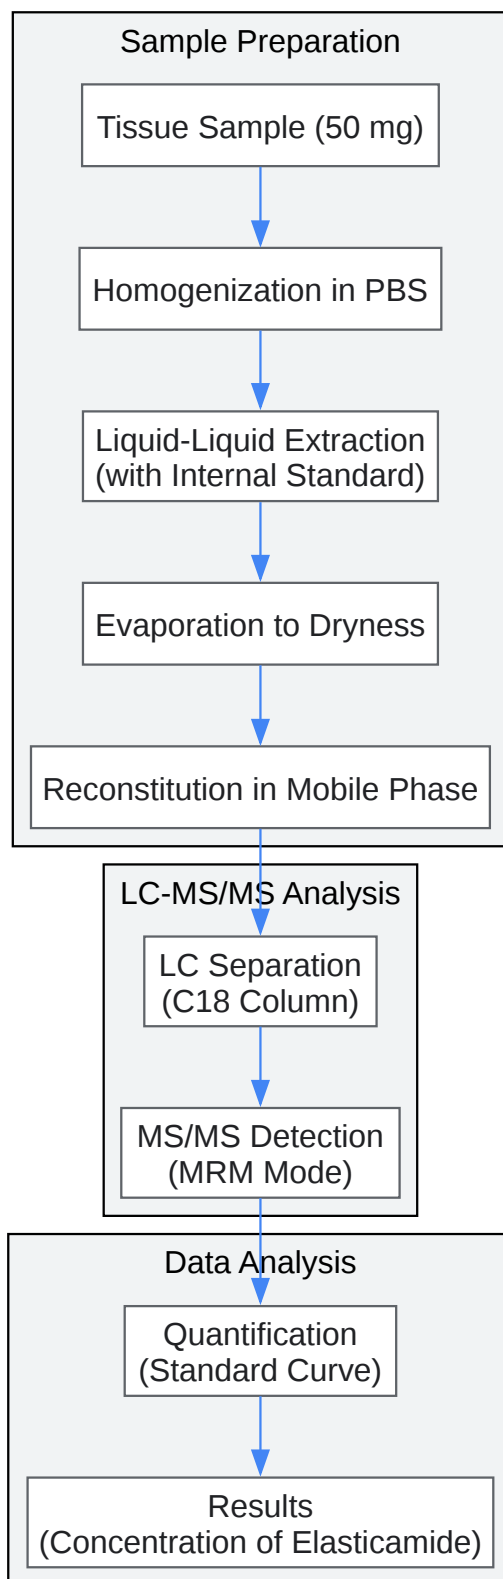 Sample Preparation
Tissue Sample (50 mg)
Homogenization in PBS
Liquid-Liquid Extraction
(with Internal Standard)
Evaporation to Dryness
Reconstitution in Mobile Phase
LC-MS/MS Analysis
LC Separation
(C18 Column)
MS/MS Detection
(MRM Mode)
Data Analysis
Quantification
(Standard Curve)
Results
(Concentration of Elasticamide)